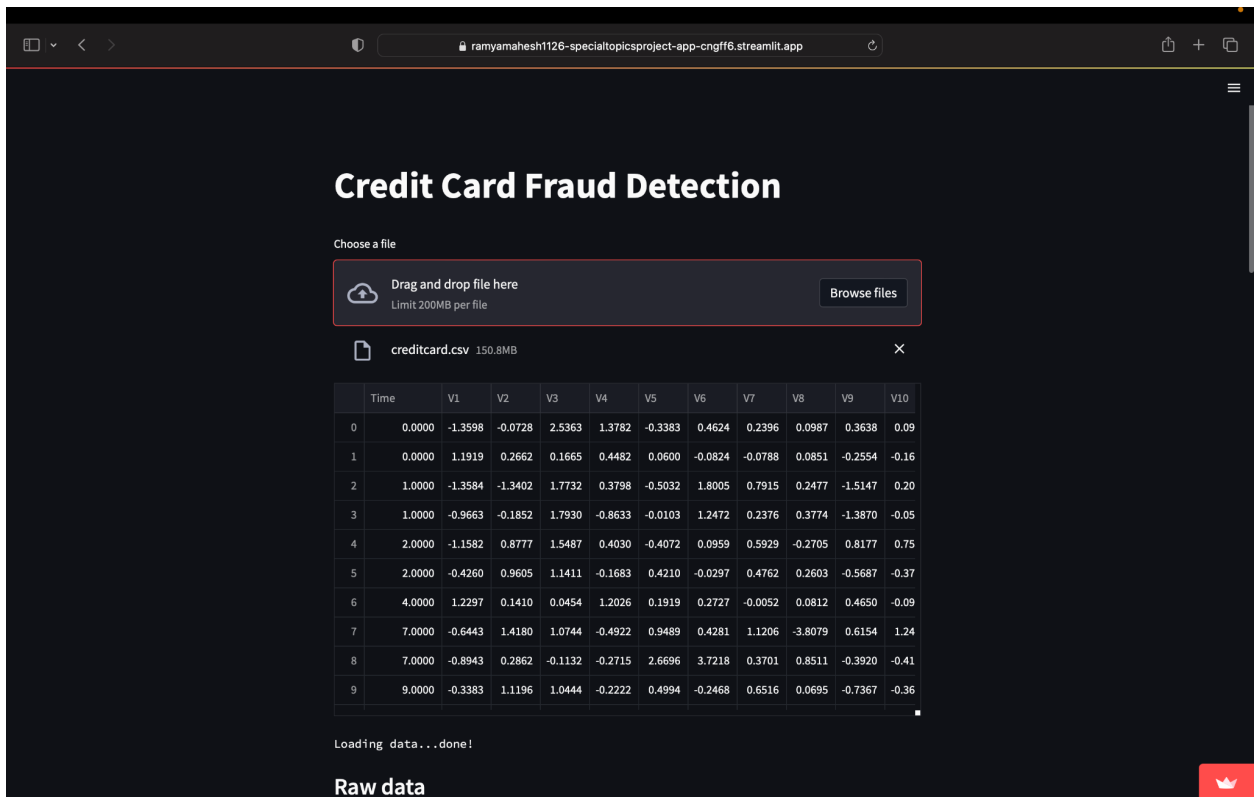 ramyamahesh1126-specialtopicsproject-app-cngff6.streamlit.app
Credit Card Fraud Detection
Choose a file
Drag and drop file here
Limit 200MB per file
Browse files
creditcard.csv 150.8MB
Time V1 V2 V3 V4 V5 V6 V7 V8 V9 V10
0 0.0000 -1.3598 -0.0728 2.5363 1.3782 -0.3383 0.4624 0.2396 0.0987 0.3638 0.09
1 0.0000 1.1919 0.2662 0.1665 0.4482 0.0600 -0.0824 -0.0788 0.0851 -0.2554 -0.16
2 1.0000 -1.3584 -1.3402 1.7732 0.3798 -0.5032 1.8005 0.7915 0.2477 -1.5147 0.20
3 1.0000 -0.9663 -0.1852 1.7930 -0.8633 -0.0103 1.2472 0.2376 0.3774 -1.3870 -0.05
4 2.0000 -1.1582 0.8777 1.5487 0.4030 -0.4072 0.0959 0.5929 -0.2705 0.8177 0.75
5 2.0000 -0.4260 0.9605 1.1411 -0.1683 0.4210 -0.0297 0.4762 0.2603 -0.5687 -0.37
6 4.0000 1.2297 0.1410 0.0454 1.2026 0.1919 0.2727 -0.0052 0.0812 0.4650 -0.09
7 7.0000 -0.6443 1.4180 1.0744 -0.4922 0.9489 0.4281 1.1206 -3.8079 0.6154 1.24
8 7.0000 -0.8943 0.2862 -0.1132 -0.2715 2.6696 3.7218 0.3701 0.8511 -0.3920 -0.41
9 9.0000 -0.3383 1.1196 1.0444 -0.2222 0.4994 -0.2468 0.6516 0.0695 -0.7367 -0.36
Loading data...done!
Raw data